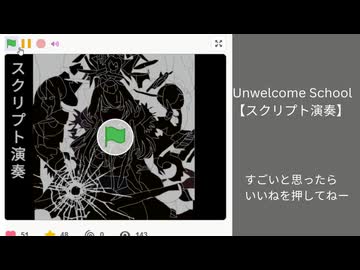 スクリプト演奏
Unwelcome School
【スクリプト演奏】
すごいと思ったら
いいねを押してねー
51
48
0
143